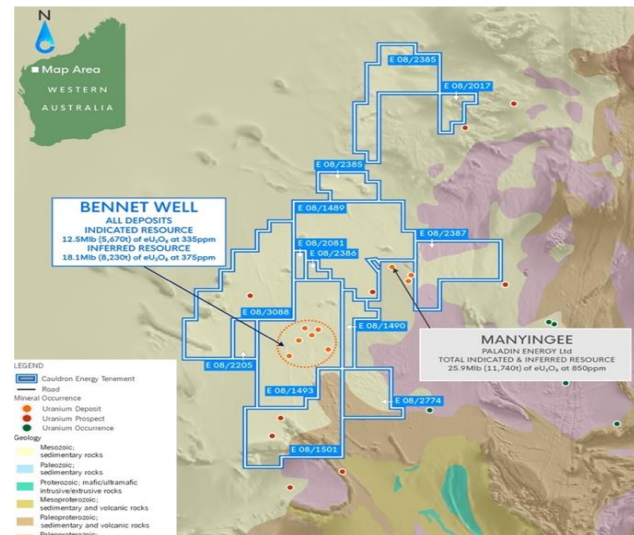 N
Map Area
WESTERN
AUSTRALIA
E 08/2385
E 08/2017
E 08/2385
E 08/1489
BENNET WELL
ALL DEPOSITS
INDICATED RESOURCE
12.5Mlb (5,670t) of eU₃O₈ at 335ppm
INFERRED RESOURCE
18.1Mlb (8,230t) of eU₃O₈ at 375ppm
E 08/2387
E 08/2081
E 08/2386
E 08/3088
E 08/1490
MANYINGEE
PALADIN ENERGY Ltd
TOTAL INDICATED & INFERRED RESOURCE
25.9Mlb (11,740t) of eU₃O₈ at 850ppm
E 08/2205
E 08/1493
E 08/2774
E 08/1501
LEGEND
Cauldron Energy Tenement
Road
Mineral Occurrence
Uranium Deposit
Uranium Prospect
Uranium Occurrence
Geology
Mesozoic;
sedimentary rocks
Paleozoic;
sedimentary rocks
Proterozoic; mafic/ultramafic
intrusive/extrusive rocks
Mesoproterozoic;
sedimentary and volcanic rocks
Paleoproterozoic;
sedimentary and volcanic rocks
Paleoproterozoic;